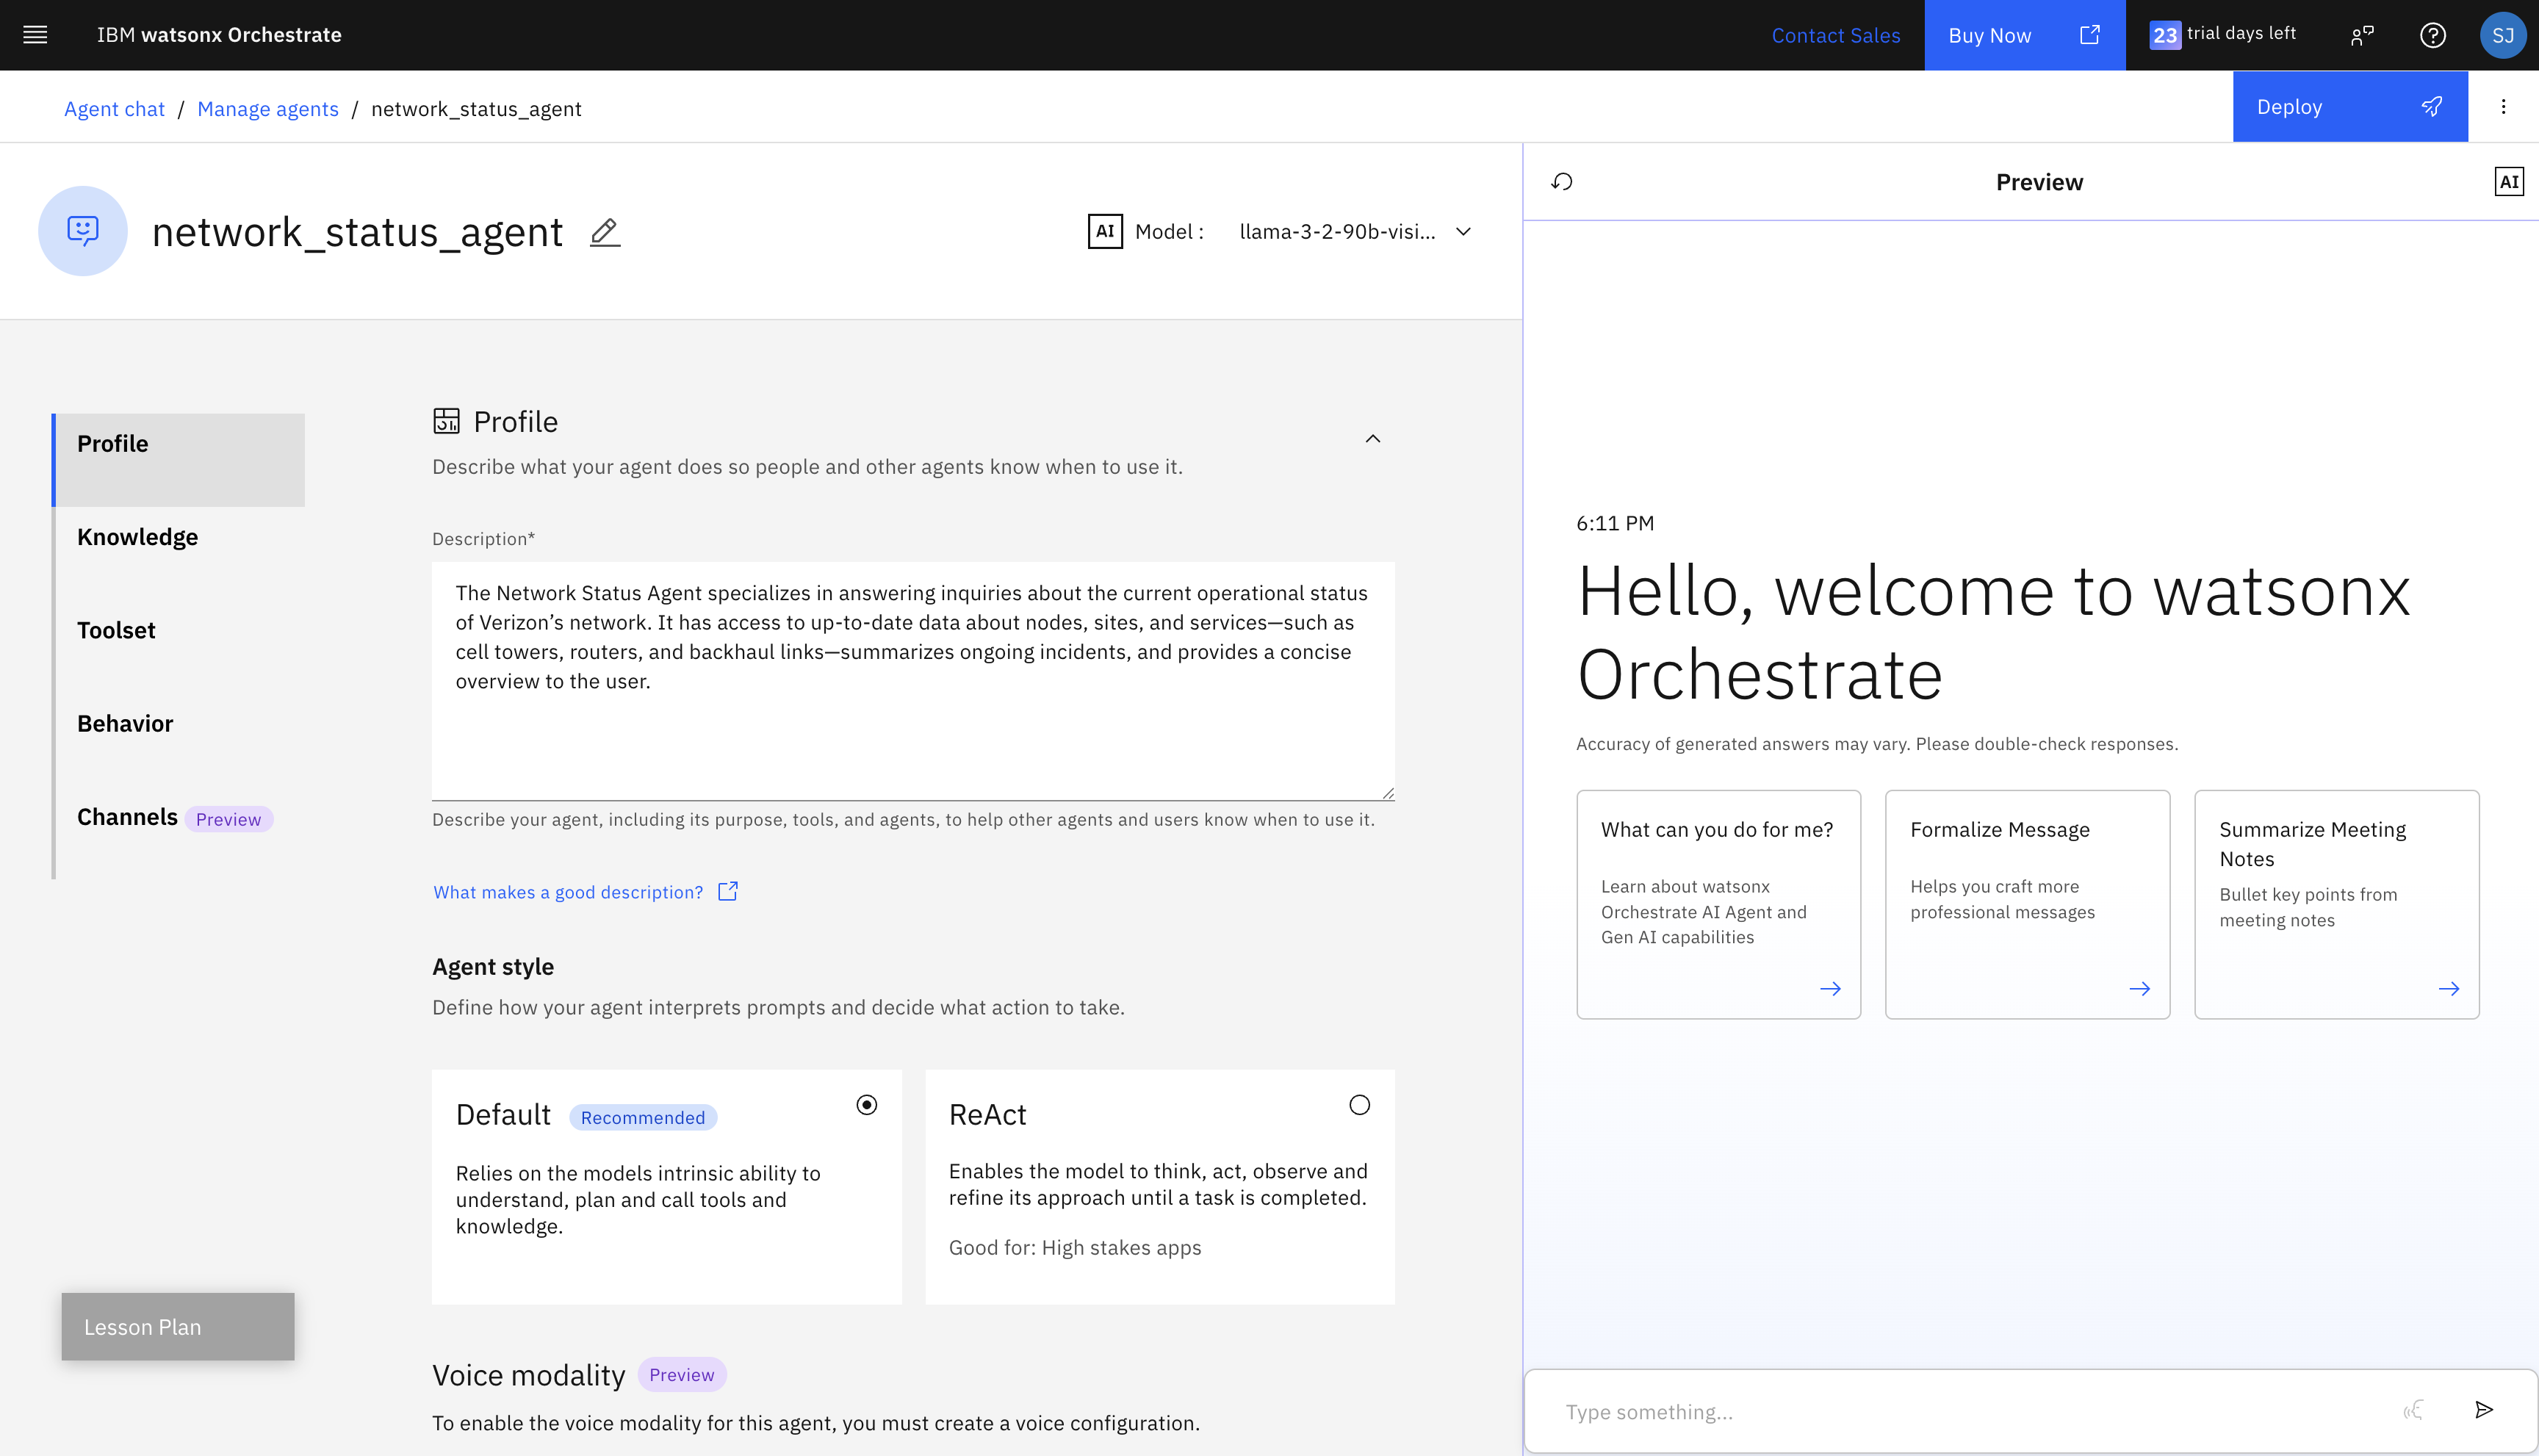 IBM watsonx Orchestrate
Contact Sales
Buy Now
23 trial days left
SJ
Agent chat / Manage agents / network_status_agent
Deploy
network_status_agent
AI Model : llama-3-2-90b-visi...
Preview
AI
Profile
Knowledge
Toolset
Behavior
Channels Preview
Lesson Plan
Profile
Describe what your agent does so people and other agents know when to use it.
Description*
The Network Status Agent specializes in answering inquiries about the current operational status
of Verizon’s network. It has access to up-to-date data about nodes, sites, and services—such as
cell towers, routers, and backhaul links—summarizes ongoing incidents, and provides a concise
overview to the user.
Describe your agent, including its purpose, tools, and agents, to help other agents and users know when to use it.
What makes a good description?
Agent style
Define how your agent interprets prompts and decide what action to take.
Default Recommended
Relies on the models intrinsic ability to
understand, plan and call tools and
knowledge.
ReAct
Enables the model to think, act, observe and
refine its approach until a task is completed.
Good for: High stakes apps
Voice modality Preview
To enable the voice modality for this agent, you must create a voice configuration.
6:11 PM
Hello, welcome to watsonx
Orchestrate
Accuracy of generated answers may vary. Please double-check responses.
What can you do for me?
Learn about watsonx
Orchestrate AI Agent and
Gen AI capabilities
Formalize Message
Helps you craft more
professional messages
Summarize Meeting
Notes
Bullet key points from
meeting notes
Type something...